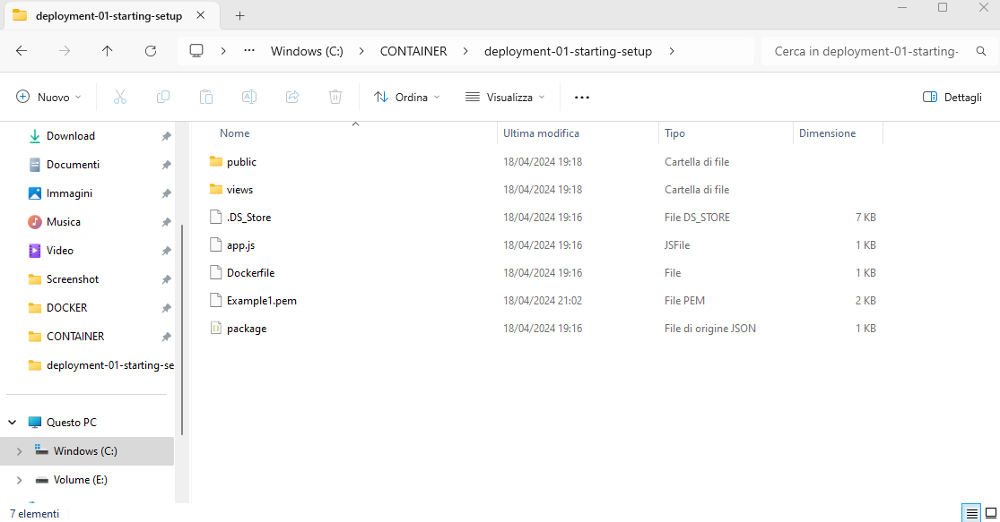 deployment-01-starting-setup
Windows (C:) CONTAINER deployment-01-starting-setup
Cerca in deployment-01-starting-
Nuovo Ordina Visualizza Dettagli
Download
Documenti
Immagini
Musica
Video
Screenshot
DOCKER
CONTAINER
deployment-01-starting-se
Questo PC
Windows (C:)
Volume (E:)
Nome Ultima modifica Tipo Dimensione
public 18/04/2024 19:18 Cartella di file
views 18/04/2024 19:18 Cartella di file
.DS_Store 18/04/2024 19:16 File DS_STORE 7 KB
app.js 18/04/2024 19:16 JSFile 1 KB
Dockerfile 18/04/2024 19:16 File 1 KB
Example1.pem 18/04/2024 21:02 File PEM 2 KB
package 18/04/2024 19:16 File di origine JSON 1 KB
7 elementi